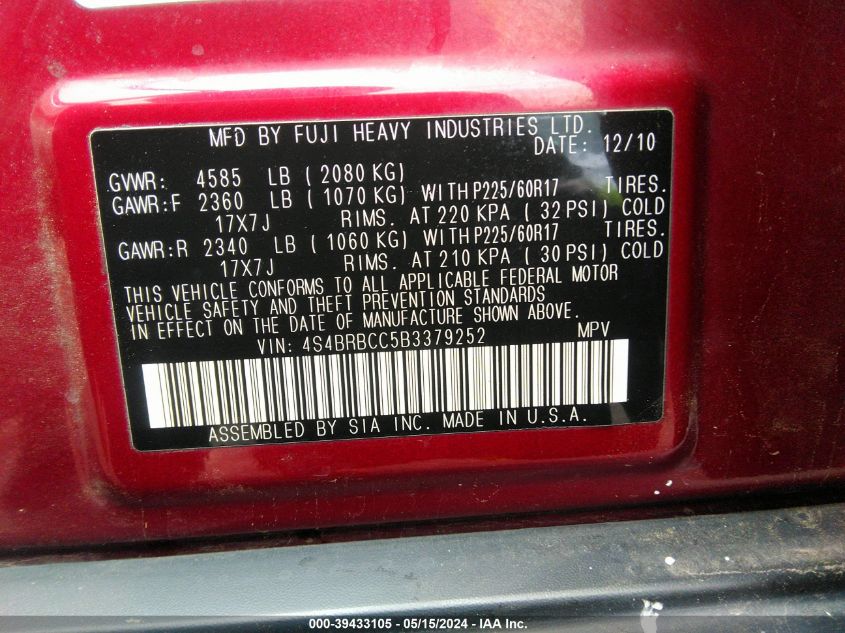 MFD BY FUJI HEAVY INDUSTRIES LTD.
DATE: 12/10
GVWR: 4585 LB ( 2080 KG)
GAWR:F 2360 LB ( 1070 KG) WITH P225/60R17 TIRES.
17X7J RIMS. AT 220 KPA ( 32 PSI) COLD
GAWR:R 2340 LB ( 1060 KG) WITH P225/60R17 TIRES.
17X7J RIMS. AT 210 KPA ( 30 PSI) COLD
THIS VEHICLE CONFORMS TO ALL APPLICABLE FEDERAL MOTOR
VEHICLE SAFETY AND THEFT PREVENTION STANDARDS
IN EFFECT ON THE DATE OF MANUFACTURE SHOWN ABOVE.
VIN: 4S4BRBCC5B3379252 MPV
ASSEMBLED BY SIA INC. MADE IN U.S.A.
000-39433105 - 05/15/2024 - IAA Inc.